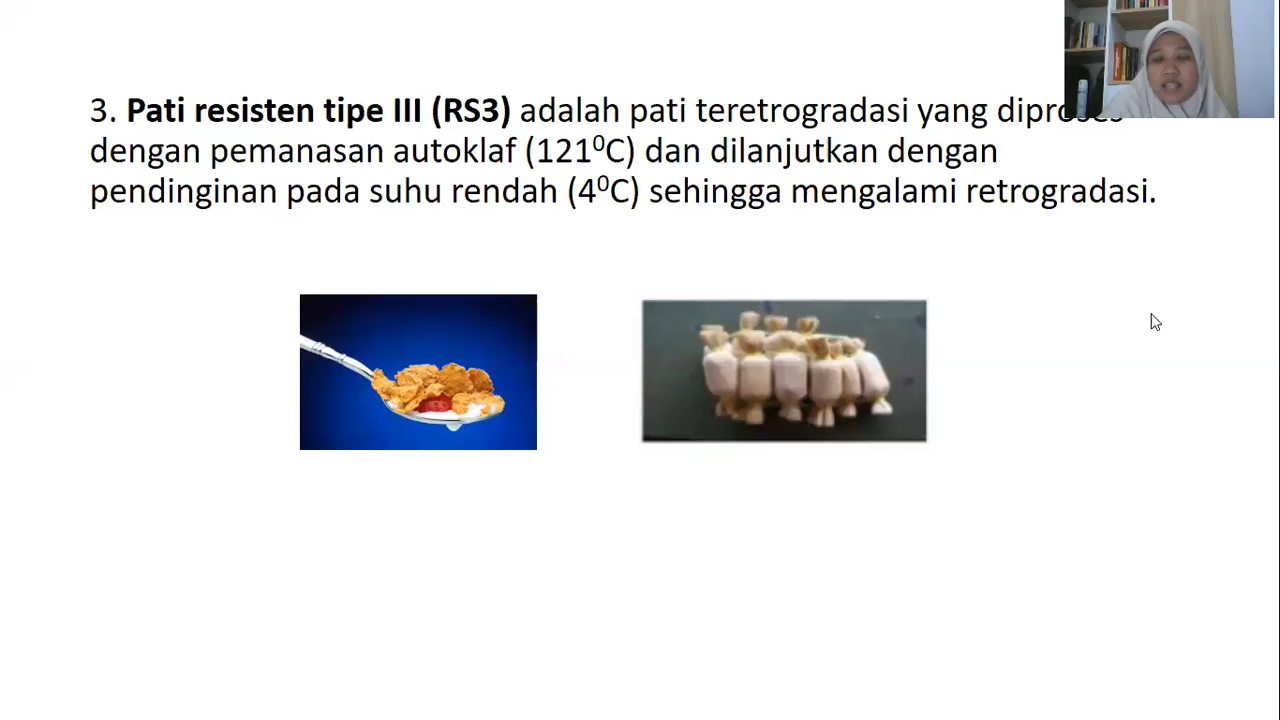 3. Pati resisten tipe III (RS3) adalah pati teretrogradasi yang diproses
dengan pemanasan autoklaf (121⁰C) dan dilanjutkan dengan
pendinginan pada suhu rendah (4⁰C) sehingga mengalami retrogradasi.